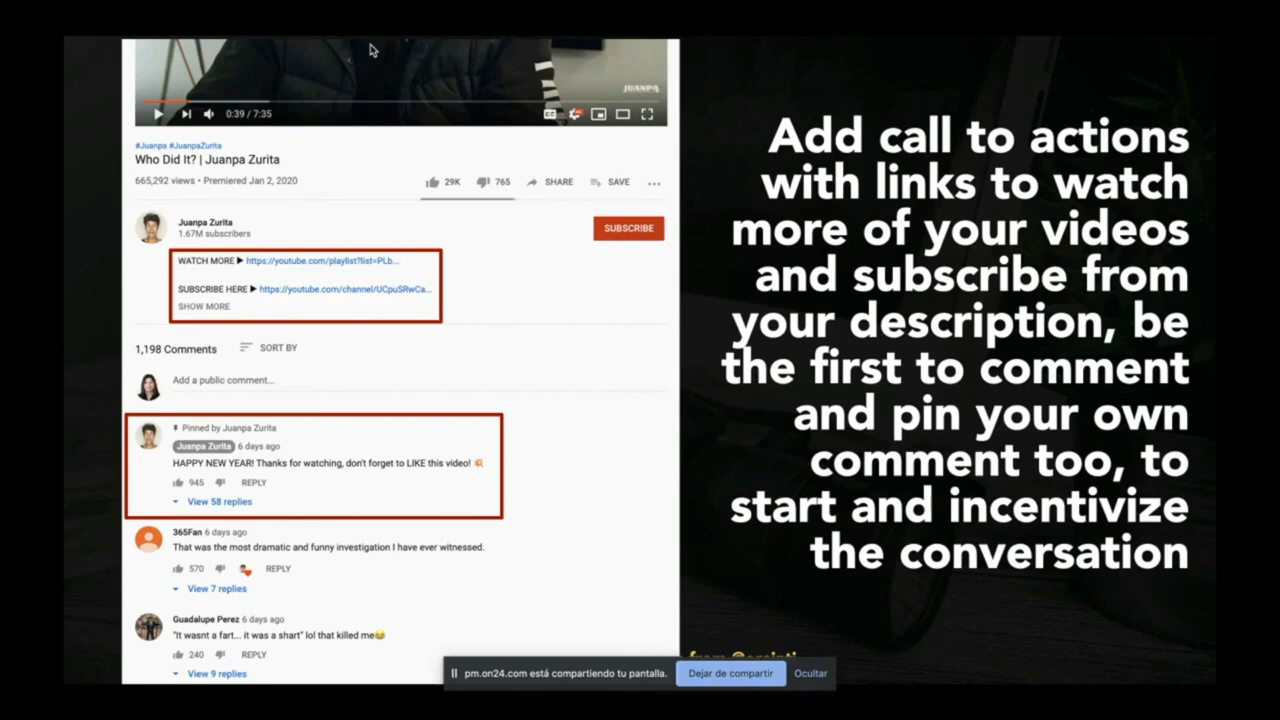 JUANPA
0:39 / 7:35
#Juanpa #JuanpaZurita
Who Did It? | Juanpa Zurita
665,292 views • Premiered Jan 2, 2020
29K 765 SHARE SAVE ...
Juanpa Zurita
1.67M subscribers
SUBSCRIBE
WATCH MORE ▶ https://youtube.com/playlist?list=PLb...
SUBSCRIBE HERE ▶ https://youtube.com/channel/UCpuSRwCa...
SHOW MORE
1,198 Comments SORT BY
Add a public comment...
Pinned by Juanpa Zurita
Juanpa Zurita 6 days ago
HAPPY NEW YEAR! Thanks for watching, don't forget to LIKE this video! 💥
945 REPLY
View 58 replies
365Fan 6 days ago
That was the most dramatic and funny investigation I have ever witnessed.
570 REPLY
View 7 replies
Guadalupe Perez 6 days ago
"It wasnt a fart... it was a shart" lol that killed me😂
240 REPLY
View 9 replies
Add call to actions
with links to watch
more of your videos
and subscribe from
your description, be
the first to comment
and pin your own
comment too, to
start and incentivize
the conversation
pm.on24.com está compartiendo tu pantalla. Dejar de compartir Ocultar